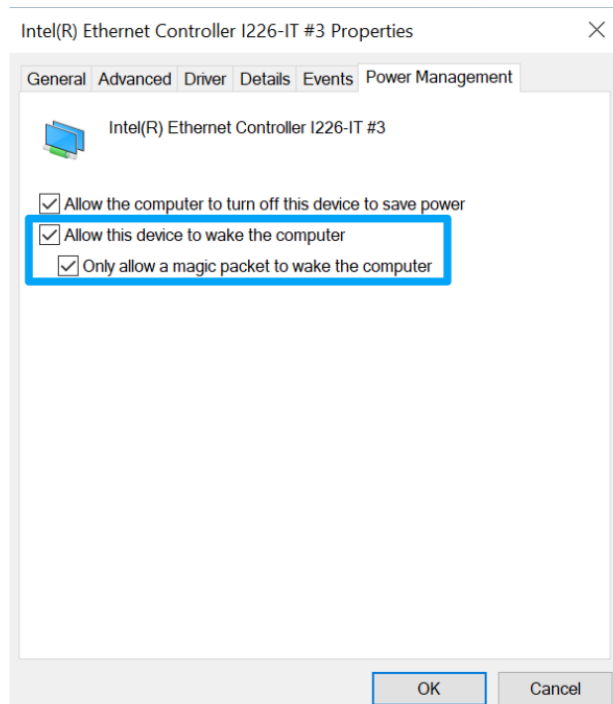 Intel(R) Ethernet Controller I226-IT #3 Properties
General Advanced Driver Details Events Power Management
Intel(R) Ethernet Controller I226-IT #3
Allow the computer to turn off this device to save power
Allow this device to wake the computer
Only allow a magic packet to wake the computer
OK Cancel